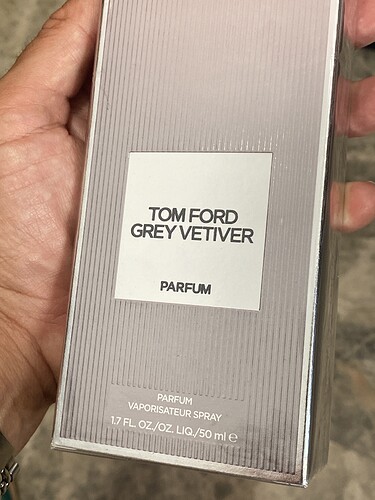 TOM FORD
GREY VETIVER
PARFUM
PARFUM
VAPORISATEUR SPRAY
1.7 FL. OZ./OZ. LIQ./50 ml ℮